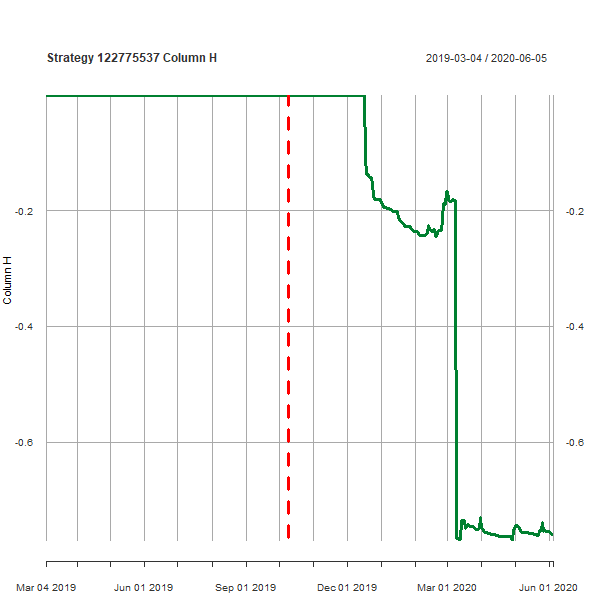 Strategy 122775537 Column H
2019-03-04 / 2020-06-05
Column H
-0.2
-0.2
-0.4
-0.4
-0.6
-0.6
Mar 04 2019
Jun 01 2019
Sep 01 2019
Dec 01 2019
Mar 01 2020
Jun 01 2020